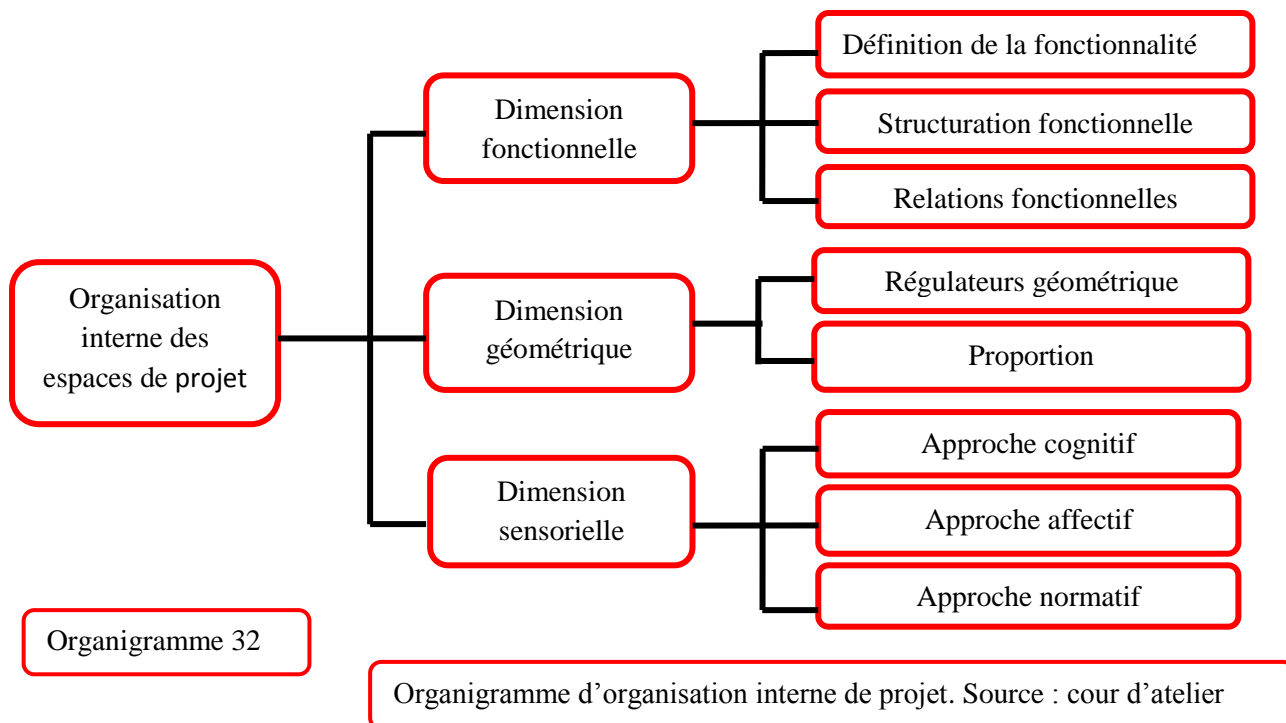 Définition de la fonctionnalité
Dimension
fonctionnelle
Structuration fonctionnelle
Relations fonctionnelles
Organisation
interne des
espaces de projet
Dimension
géométrique
Régulateurs géométrique
Proportion
Dimension
sensorielle
Approche cognitif
Approche affectif
Approche normatif
Organigramme 32
Organigramme d’organisation interne de projet. Source : cour d’atelier